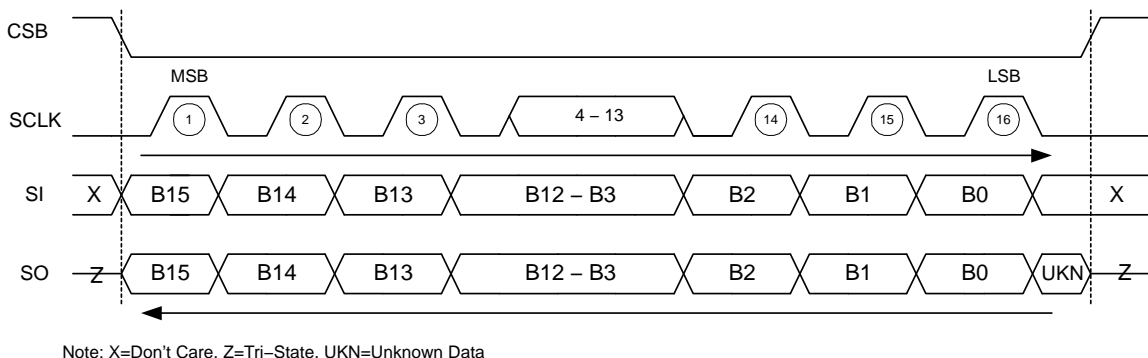 CSB
MSB LSB
SCLK 1 2 3 4 – 13 14 15 16
SI X B15 B14 B13 B12 – B3 B2 B1 B0 X
SO Z B15 B14 B13 B12 – B3 B2 B1 B0 UKN Z
Note: X=Don't Care, Z=Tri–State, UKN=Unknown Data